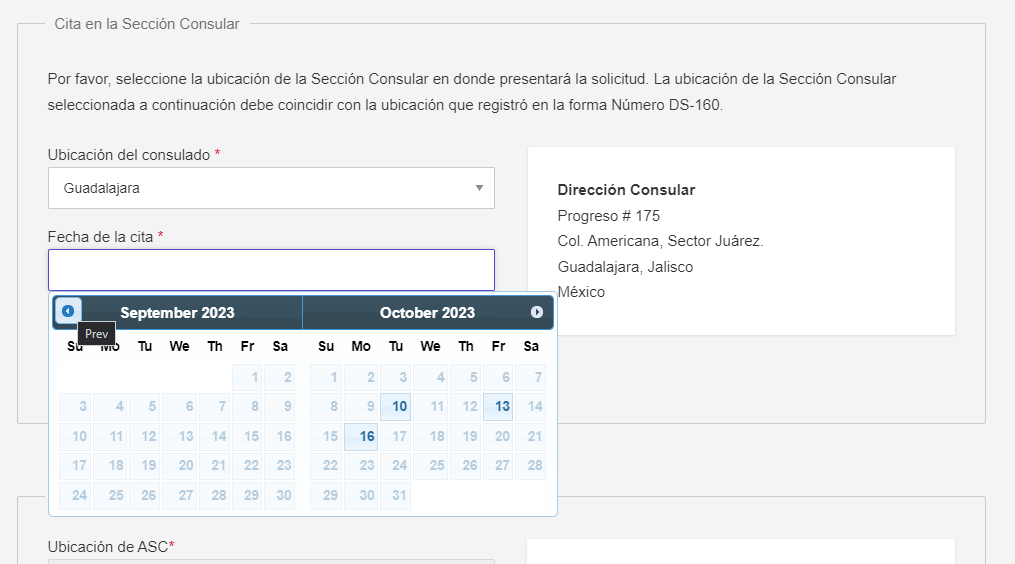 Cita en la Sección Consular
Por favor, seleccione la ubicación de la Sección Consular en donde presentará la solicitud. La ubicación de la Sección Consular
seleccionada a continuación debe coincidir con la ubicación que registró en la forma Número DS-160.
Ubicación del consulado *
Guadalajara
Fecha de la cita *
Dirección Consular
Progreso # 175
Col. Americana, Sector Juárez.
Guadalajara, Jalisco
México
September 2023
Prev
Su Mo Tu We Th Fr Sa
1 2
3 4 5 6 7 8 9
10 11 12 13 14 15 16
17 18 19 20 21 22 23
24 25 26 27 28 29 30
October 2023
Su Mo Tu We Th Fr Sa
1 2 3 4 5 6 7
8 9 10 11 12 13 14
15 16 17 18 19 20 21
22 23 24 25 26 27 28
29 30 31
Ubicación de ASC*